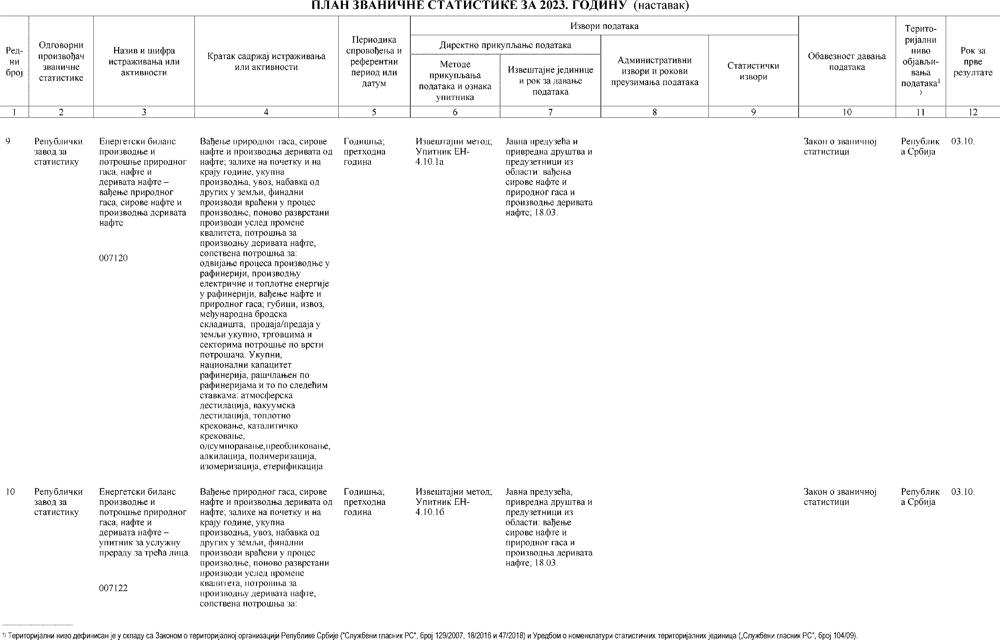 ПЛАН ЗВАНИЧНЕ СТАТИСТИКЕ ЗА 2023. ГОДИНУ (наставак)
Ред-
ни
број
Одговорни
произвођач
званичне
статистике
Назив и шифра
истраживања или
активности
Кратак садржај истраживања
или активности
Периодика
спровођења и
референтни
период или
датум
Извори података
Директно прикупљање података
Методе
прикупљања
података и ознака
упитника
Извештајне јединице
и рок за давање
података
Административни
извори и рокови
преузимања података
Статистички
извори
Обавезност давања
података
Терито-
ријални
ниво
објављи-
вања
података¹
)
Рок за
прве
резултате
1 2 3 4 5 6 7 8 9 10 11 12
9
Републички
завод за
статистику
Енергетски биланс
производње и
потрошње природног
гаса, нафте и
деривата нафте –
вађење природног
гаса, сирове нафте и
производња деривата
нафте
007120
Вађење природног гаса, сирове
нафте и производња деривата од
нафте; залихе на почетку и на
крају године, укупна
производња, увоз, набавка од
других у земљи, финални
производи враћени у процес
производње, поново разврстани
производи услед промене
квалитета, потрошња за
производњу деривата нафте,
сопствена потрошња за:
одвијање процеса производње у
рафинерији, производњу
електричне и топлотне енергије
у рафинерији, вађење нафте и
природног гаса; губици, извоз,
међународна бродска
складишта, продаја/предаја у
земљи укупно, трговцима и
секторима потрошње по врсти
потрошача. Укупни,
национални капацитет
рафинерија, рашчлањен по
рафинеријама и то по следећим
ставкама: атмосферска
дестилација, вакуумска
дестилација, топлотно
крековање, каталитичко
крековање,
одсумпоравање,преобликовање,
алкилација, полимеризација,
изомеризација, етерификација
Годишња;
претходна
година
Извештајни метод;
Упитник ЕН-
4.10.1а
Јавна предузећа и
привредна друштва и
предузетници из
области: вађења
сирове нафте и
природног гаса и
производње деривата
нафте; 18.03.
Закон о званичној
статистици
Републик
а Србија
03.10.
10
Републички
завод за
статистику
Енергетски биланс
производње и
потрошње природног
гаса, нафте и
деривата нафте –
упитник за услужну
прераду за трећа лица
007122
Вађење природног гаса, сирове
нафте и производња деривата од
нафте; залихе на почетку и на
крају године, укупна
производња, увоз, набавка од
других у земљи, финални
производи враћени у процес
производње, поново разврстани
производи услед промене
квалитета, потрошња за
производњу деривата нафте,
сопствена потрошња за:
Годишња;
претходна
година
Извештајни метод;
Упитник ЕН-
4.10.1б
Јавна предузећа,
привредна друштва и
предузетници из
области: вађење
сирове нафте и
природног гаса и
производња деривата
нафте; 18.03.
Закон о званичној
статистици
Републик
а Србија
03.10.
¹⁾ Територијални ниво дефинисан је у складу са Законом о територијалној организацији Републике Србије ("Службени гласник РС", број 129/2007, 18/2016 и 47/2018) и Уредбом о номенклатури статистичких територијалних јединица („Службени гласник РС", број 104/09).